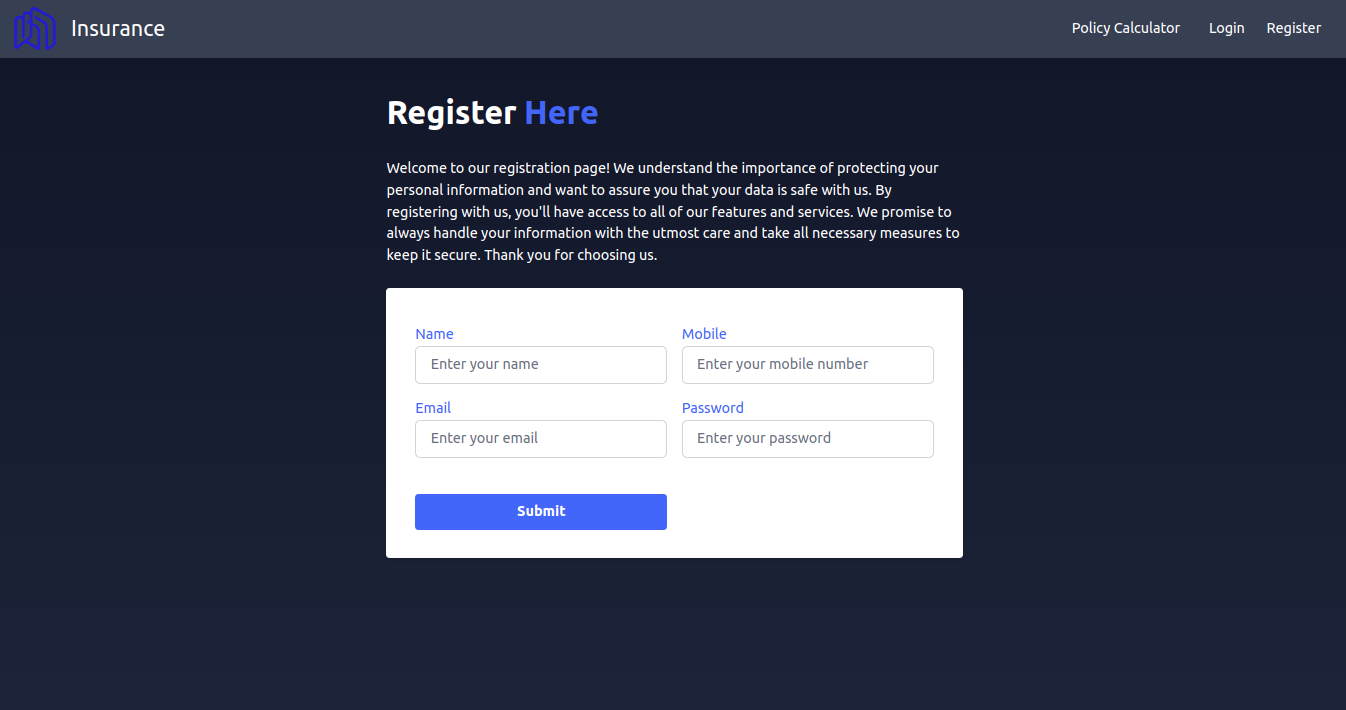 Insurance
Policy Calculator
Login
Register
Register Here
Welcome to our registration page! We understand the importance of protecting your
personal information and want to assure you that your data is safe with us. By
registering with us, you'll have access to all of our features and services. We promise to
always handle your information with the utmost care and take all necessary measures to
keep it secure. Thank you for choosing us.
Name
Mobile
Enter your name
Enter your mobile number
Email
Password
Enter your email
Enter your password
Submit